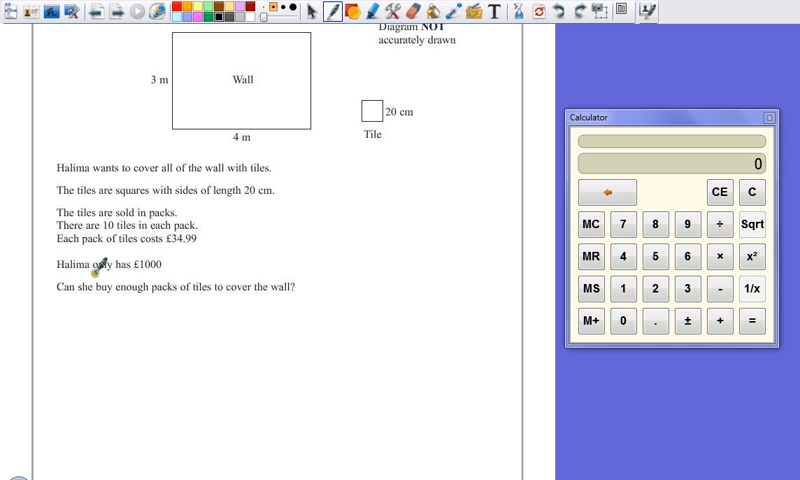 Diagram NOT
accurately drawn
3 m
Wall
20 cm
4 m
Tile
Halima wants to cover all of the wall with tiles.
The tiles are squares with sides of length 20 cm.
The tiles are sold in packs.
There are 10 tiles in each pack.
Each pack of tiles costs £34.99
Halima only has £1000
Can she buy enough packs of tiles to cover the wall?
Calculator
0
CE C
MC 7 8 9 ÷ Sqrt
MR 4 5 6 × x²
MS 1 2 3 - 1/x
M+ 0 . ± + =